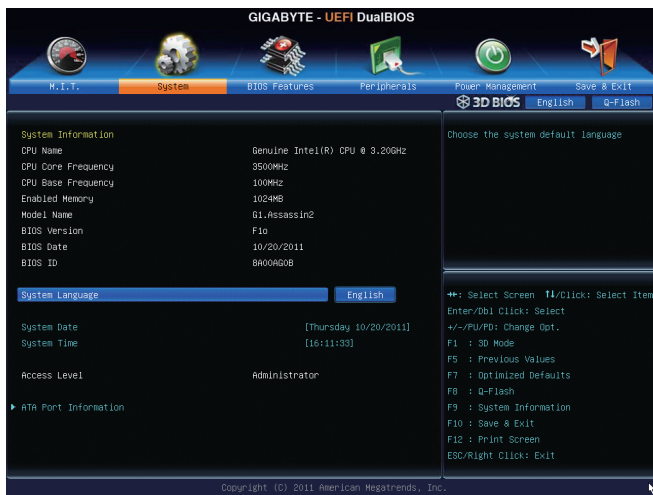 GIGABYTE - UEFI DualBIOS
M.I.T. System BIOS Features Peripherals Power Management Save & Exit
3D BIOS English Q-Flash
System Information
CPU Name Genuine Intel(R) CPU @ 3.20GHz
CPU Core Frequency 3500MHz
CPU Base Frequency 100MHz
Enabled Memory 1024MB
Model Name G1.Assassin2
BIOS Version F1o
BIOS Date 10/20/2011
BIOS ID 8A00AG0B
System Language English
System Date [Thursday 10/20/2011]
System Time [16:11:33]
Access Level Administrator
ATA Port Information
Choose the system default language
: Select Screen ↑↓/Click: Select Item
Enter/Dbl Click: Select
+/-/PU/PD: Change Opt.
F1 : 3D Mode
F5 : Previous Values
F7 : Optimized Defaults
F8 : Q-Flash
F9 : System Information
F10 : Save & Exit
F12 : Print Screen
ESC/Right Click: Exit
Copyright (C) 2011 American Megatrends, Inc.